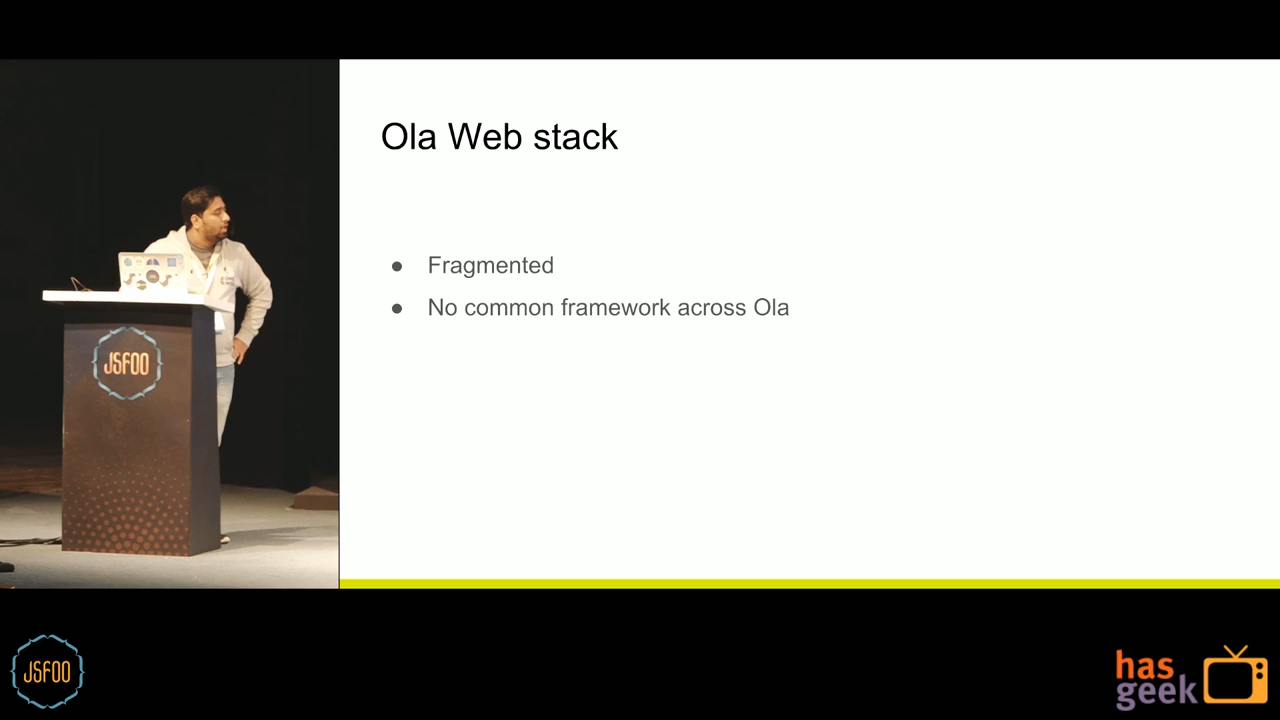 Ola Web stack
● Fragmented
● No common framework across Ola
JSFOO
JSFOO
has
geek